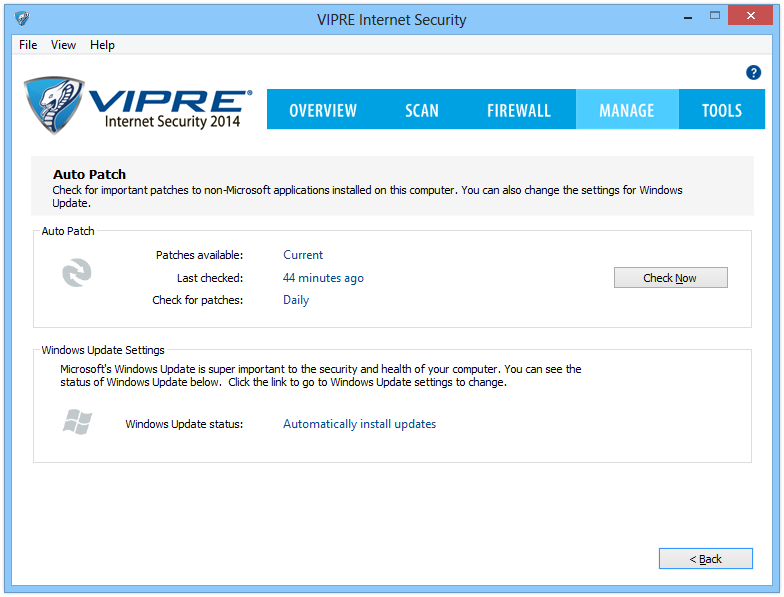 VIPRE Internet Security
File View Help
?
VIPRE®
Internet Security 2014
OVERVIEW SCAN FIREWALL MANAGE TOOLS
Auto Patch
Check for important patches to non-Microsoft applications installed on this computer. You can also change the settings for Windows
Update.
Auto Patch
Patches available: Current
Last checked: 44 minutes ago
Check Now
Check for patches: Daily
Windows Update Settings
Microsoft's Windows Update is super important to the security and health of your computer. You can see the
status of Windows Update below. Click the link to go to Windows Update settings to change.
Windows Update status: Automatically install updates
< Back